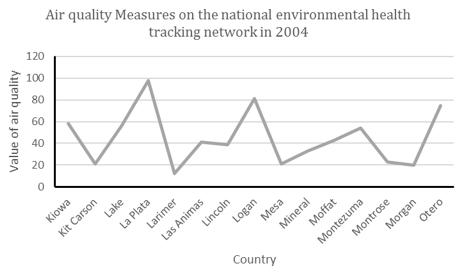 Air quality Measures on the national environmental health
tracking network in 2004
Value of air quality
120
100
80
60
40
20
0
Kiowa
Kit Carson
Lake
La Plata
Larimer
Las Animas
Lincoln
Logan
Mesa
Mineral
Moffat
Montezuma
Montrose
Morgan
Otero
Country